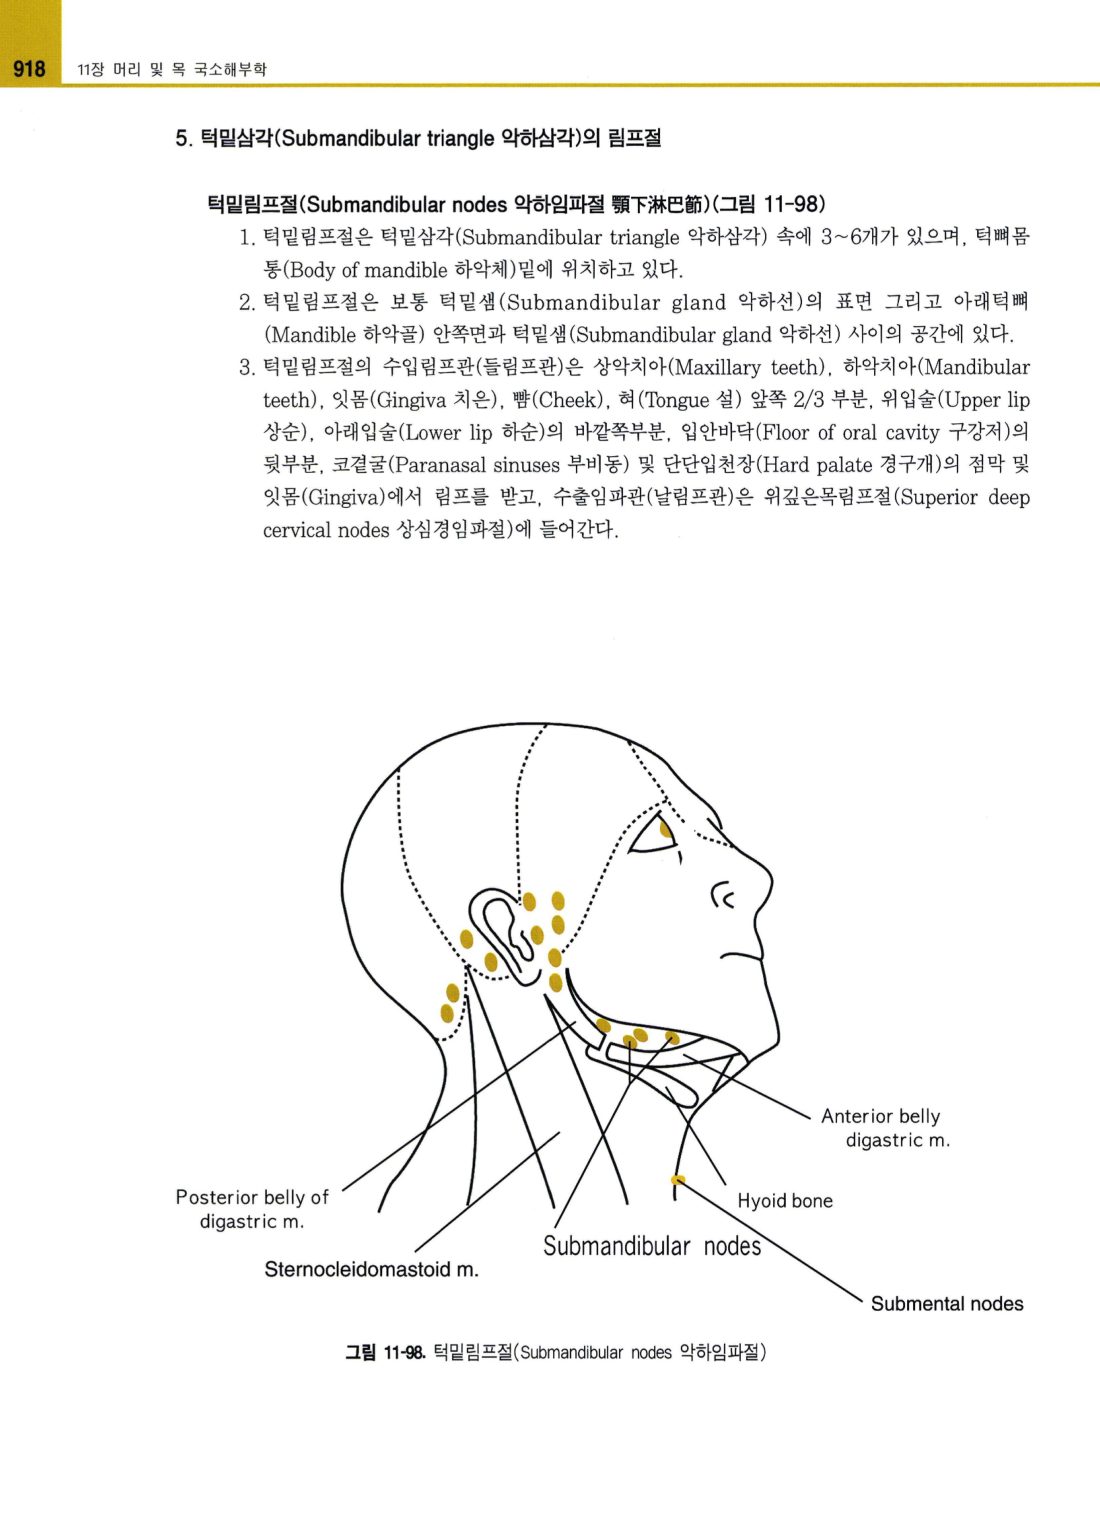 918
11장 머리 및 목 국소해부학
5. 턱밑삼각(Submandibular triangle 악하삼각)의 림프절
턱밑림프절(Submandibular nodes 악하임파절 顎下淋巴節)(그림 11-98)
1. 턱밑림프절은 턱밑삼각(Submandibular triangle 악하삼각) 속에 3~6개가 있으며, 턱뼈몸
통(Body of mandible 하악체)밑에 위치하고 있다.
2. 턱밑림프절은 보통 턱밑샘(Submandibular gland 악하선)의 표면 그리고 아래턱뼈
(Mandible 하악골) 안쪽면과 턱밑샘(Submandibular gland 악하선) 사이의 공간에 있다.
3. 턱밑림프절의 수입림프관(들림프관)은 상악치아(Maxillary teeth), 하악치아(Mandibular
teeth), 잇몸(Gingiva 치은), 뺨(Cheek), 혀(Tongue 설) 앞쪽 2/3 부분, 위입술(Upper lip
상순), 아래입술(Lower lip 하순)의 바깥쪽부분, 입안바닥(Floor of oral cavity 구강저)의
뒷부분, 코곁굴(Paranasal sinuses 부비동) 및 단단입천장(Hard palate 경구개)의 점막 및
잇몸(Gingiva)에서 림프를 받고, 수출임파관(날림프관)은 위깊은목림프절(Superior deep
cervical nodes 상심경임파절)에 들어간다.
Anterior belly
digastric m.
Posterior belly of
digastric m.
Hyoid bone
Submandibular nodes
Sternocleidomastoid m.
Submental nodes
그림 11-98. 턱밑림프절(Submandibular nodes 악하임파절)